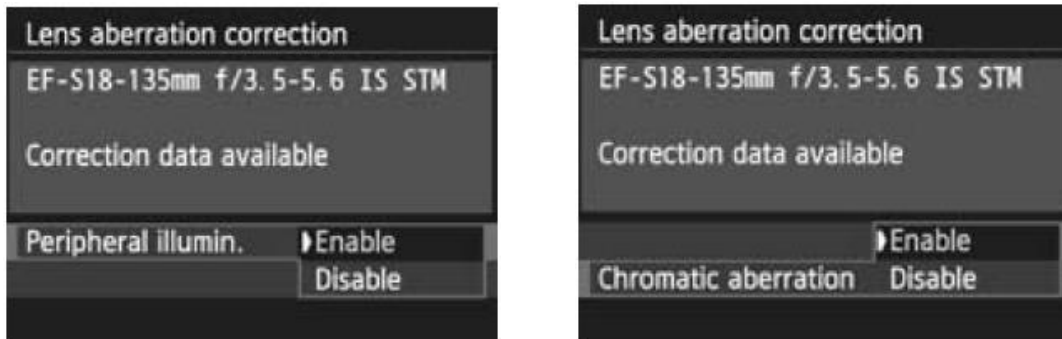 Lens aberration correction
EF-S18-135mm f/3.5-5.6 IS STM
Correction data available
Peripheral illumin. Enable
Disable
Lens aberration correction
EF-S18-135mm f/3.5-5.6 IS STM
Correction data available
Enable
Chromatic aberration Disable